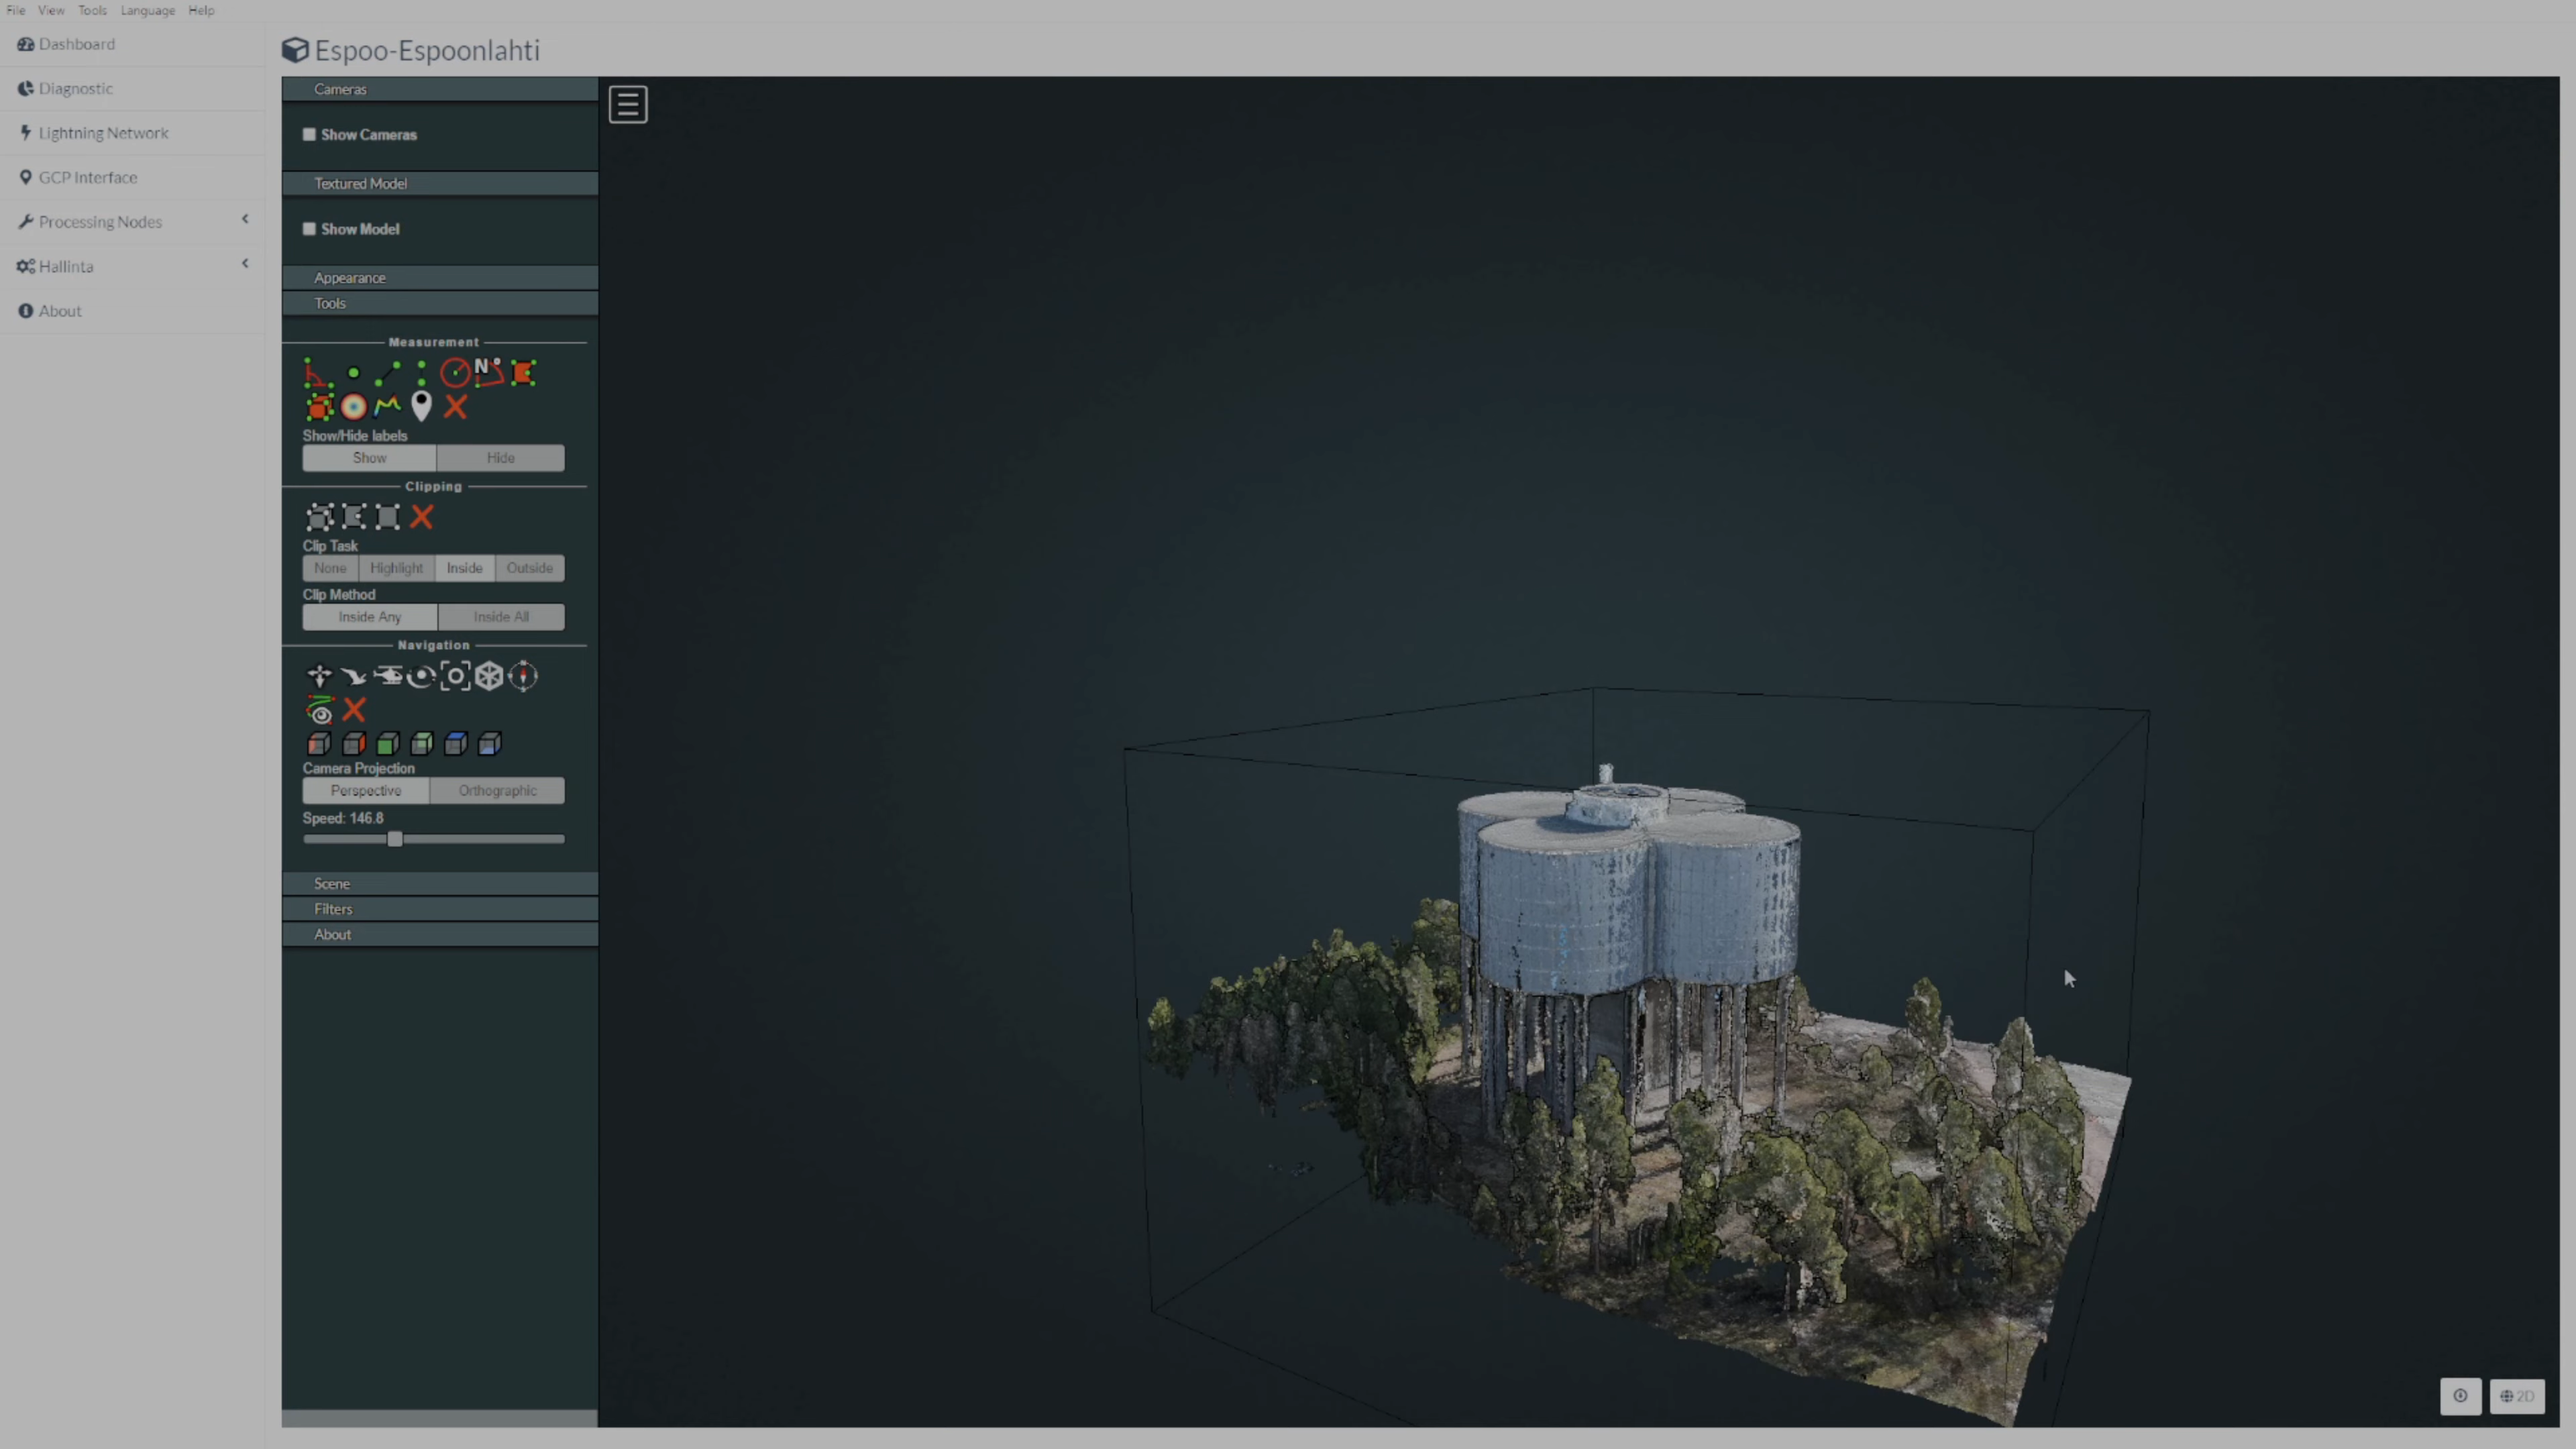 File View Tools Language Help
Dashboard
Diagnostic
Lightning Network
GCP Interface
Processing Nodes
Hallinta
About
Espoo-Espoonlahti
Cameras
Show Cameras
Textured Model
Show Model
Appearance
Tools
Measurement
N°
Show/Hide labels
Show Hide
Clipping
Clip Task
None Highlight Inside Outside
Clip Method
Inside Any Inside All
Navigation
Camera Projection
Perspective Orthographic
Speed: 146.8
Scene
Filters
About
2D